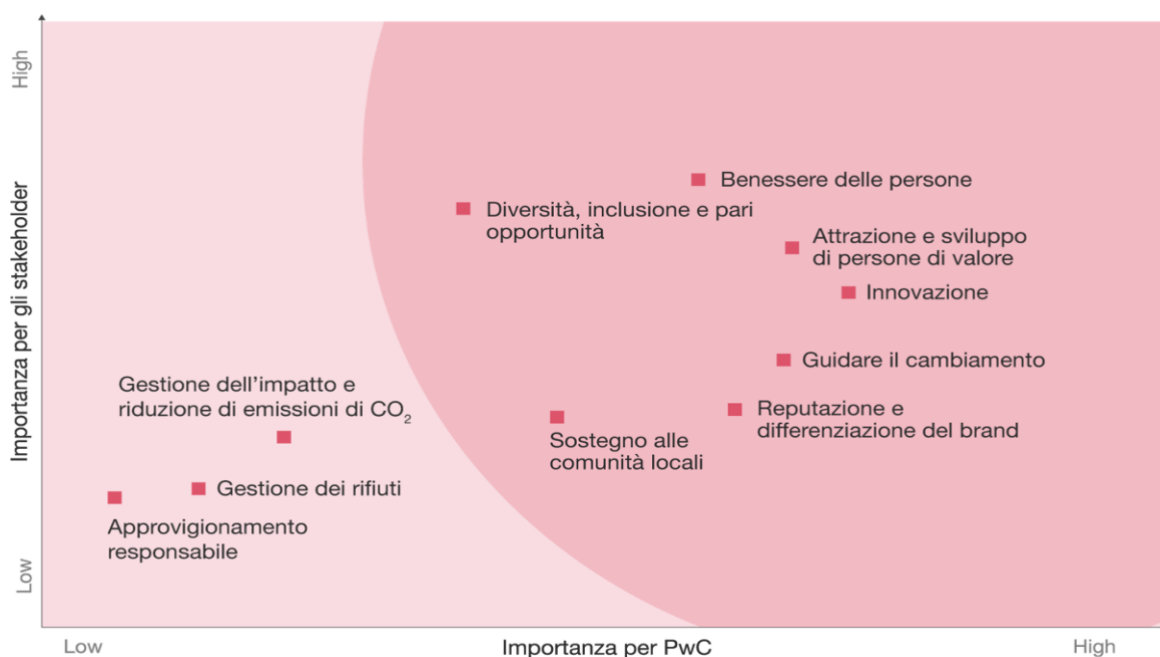 High
Importanza per gli stakeholder
Low
Benessere delle persone
Diversità, inclusione e pari
opportunità
Attrazione e sviluppo
di persone di valore
Innovazione
Guidare il cambiamento
Gestione dell’impatto e
riduzione di emissioni di CO₂
Reputazione e
differenziazione del brand
Sostegno alle
comunità locali
Gestione dei rifiuti
Approvigionamento
responsabile
Low
Importanza per PwC
High